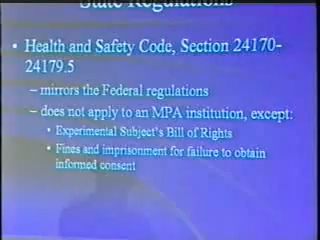 State Regulations
• Health and Safety Code, Section 24170-
24179.5
– mirrors the Federal regulations
– does not apply to an MPA institution, except:
• Experimental Subject's Bill of Rights
• Fines and imprisonment for failure to obtain
informed consent